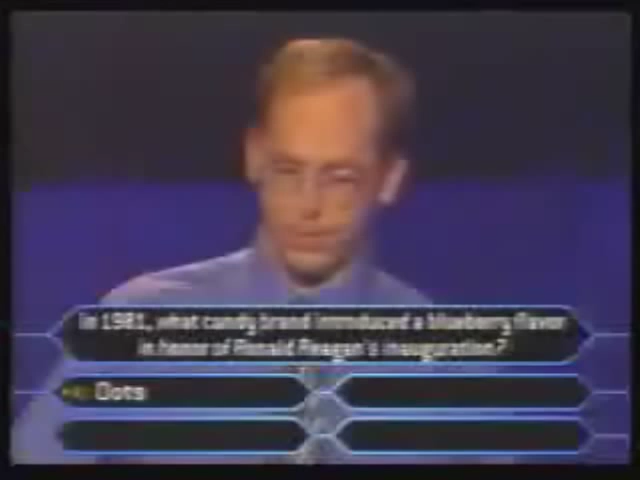 In 1981, what candy brand introduced a blueberry flavor
in honor of Ronald Reagan's inauguration?
A: Dots